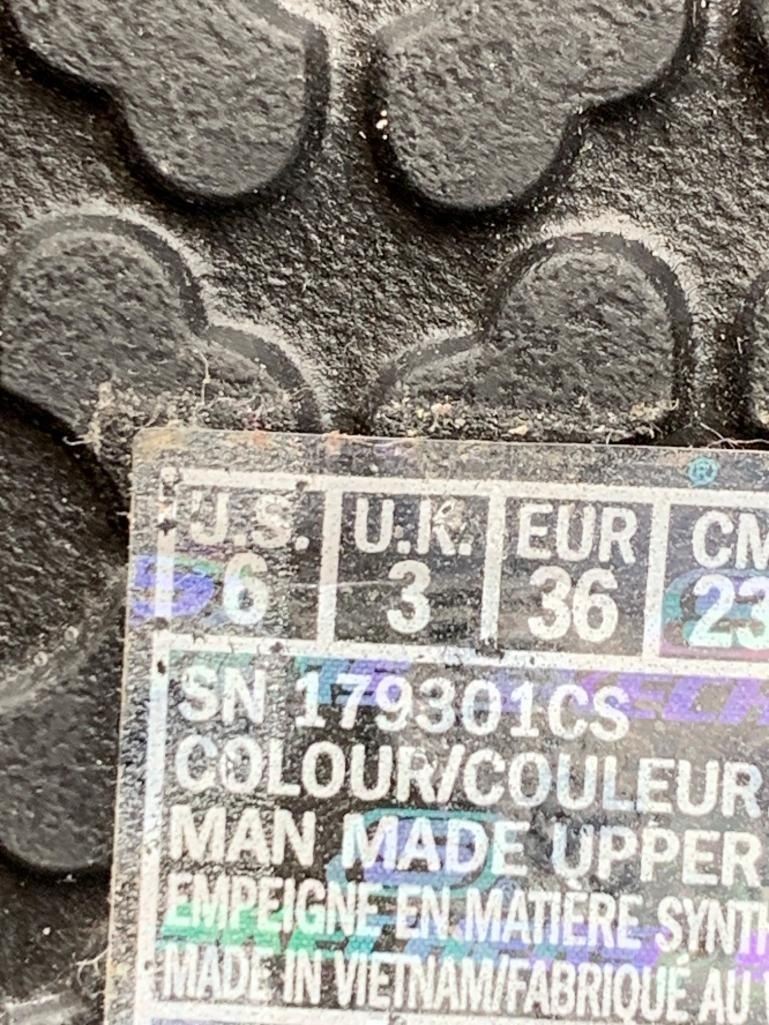 ®
U.S. U.K. EUR CM
6 3 36 23
SN 179301CS
COLOUR/COULEUR
MAN MADE UPPER
EMPEIGNE EN MATIÈRE SYNTH
MADE IN VIETNAM/FABRIQUÉ AU V